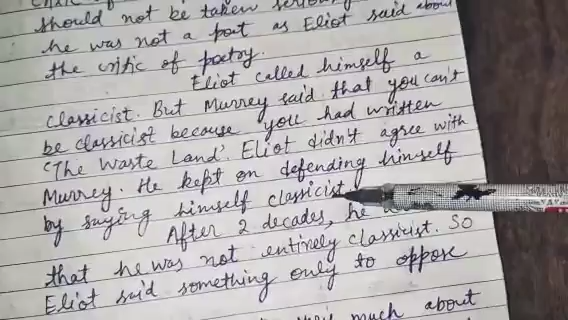 should not be taken
he was not a poet as Eliot said about
the critic of poetry.
Eliot called himself a
classicist. But Murrey said that you can't
be classicist because you had written
'The Waste Land'. Eliot didn't agree with
Murrey. He kept on defending himself
by saying himself classicist.
After 2 decades, he
that he was not entirely classicist. So
Eliot said something only to oppose
much about